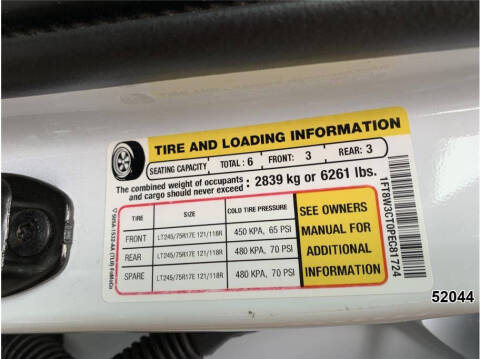 TIRE AND LOADING INFORMATION
SEATING CAPACITY TOTAL: 6 FRONT: 3 REAR: 3
The combined weight of occupants and cargo should never exceed : 2839 kg or 6261 lbs.
TIRE SIZE COLD TIRE PRESSURE
FRONT LT245/75R17E 121/118R 450 KPA, 65 PSI
REAR LT245/75R17E 121/118R 480 KPA, 70 PSI
SPARE LT245/75R17E 121/118R 480 KPA, 70 PSI
SEE OWNERS
MANUAL FOR
ADDITIONAL
INFORMATION
1FT8W3CT0PEC81724
52044